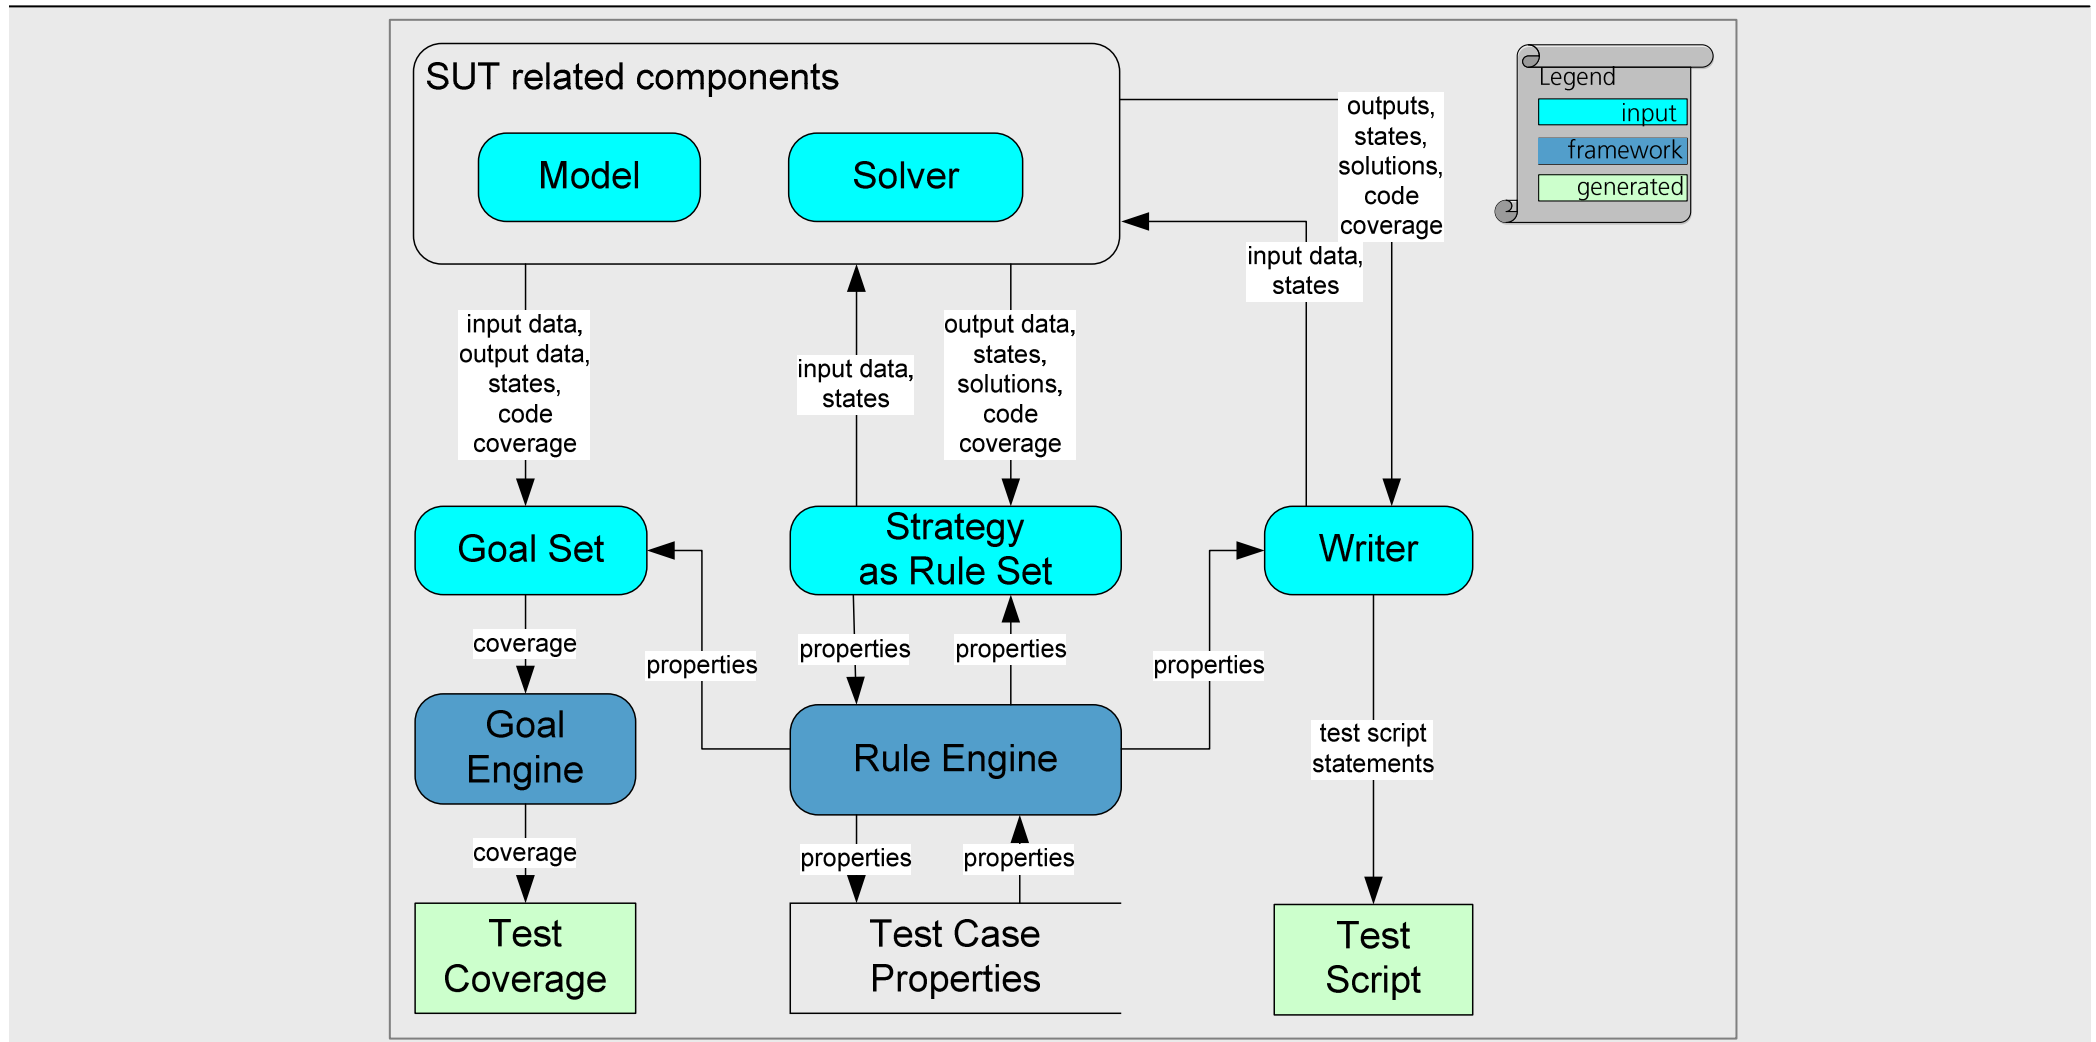 SUT related components
Model
Solver
outputs,
states,
solutions,
code
coverage
Legend
input
framework
generated
input data,
states
input data,
output data,
states,
code
coverage
input data,
states
output data,
states,
solutions,
code
coverage
Goal Set
Strategy
as Rule Set
Writer
coverage
properties
properties
properties
properties
Goal
Engine
Rule Engine
test script
statements
coverage
properties
properties
Test
Coverage
Test Case
Properties
Test
Script